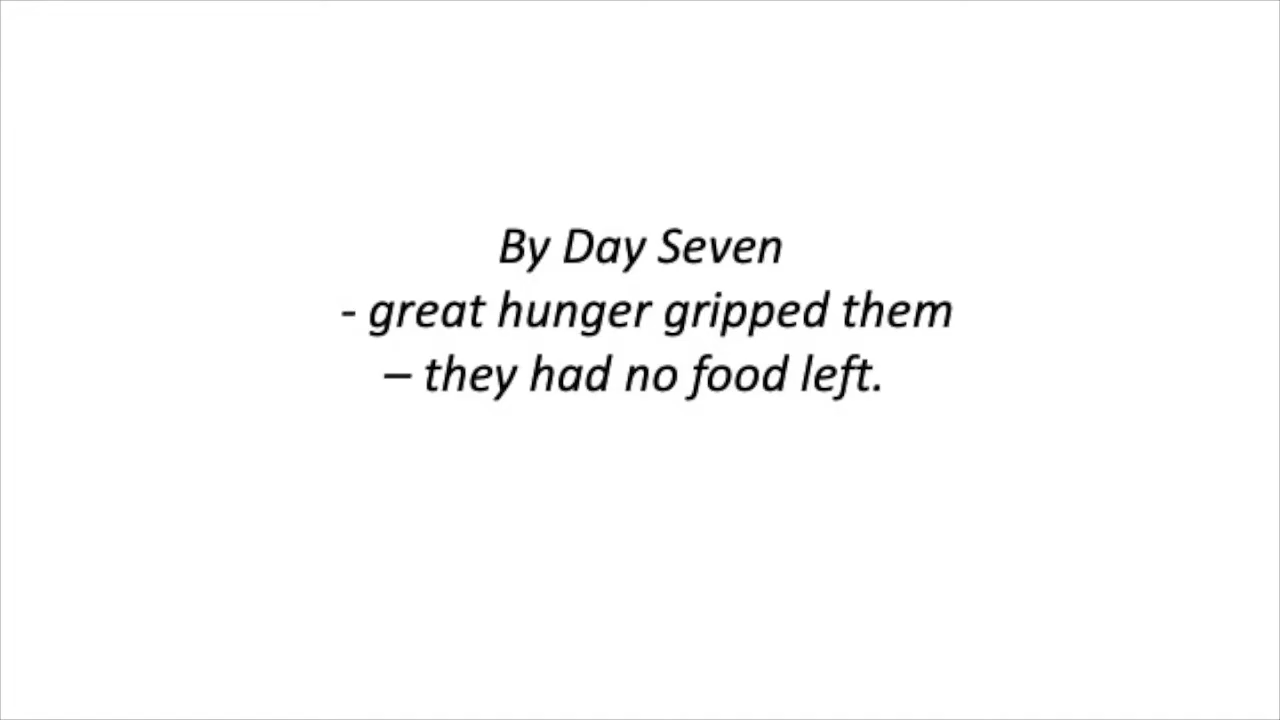 By Day Seven
- great hunger gripped them
– they had no food left.